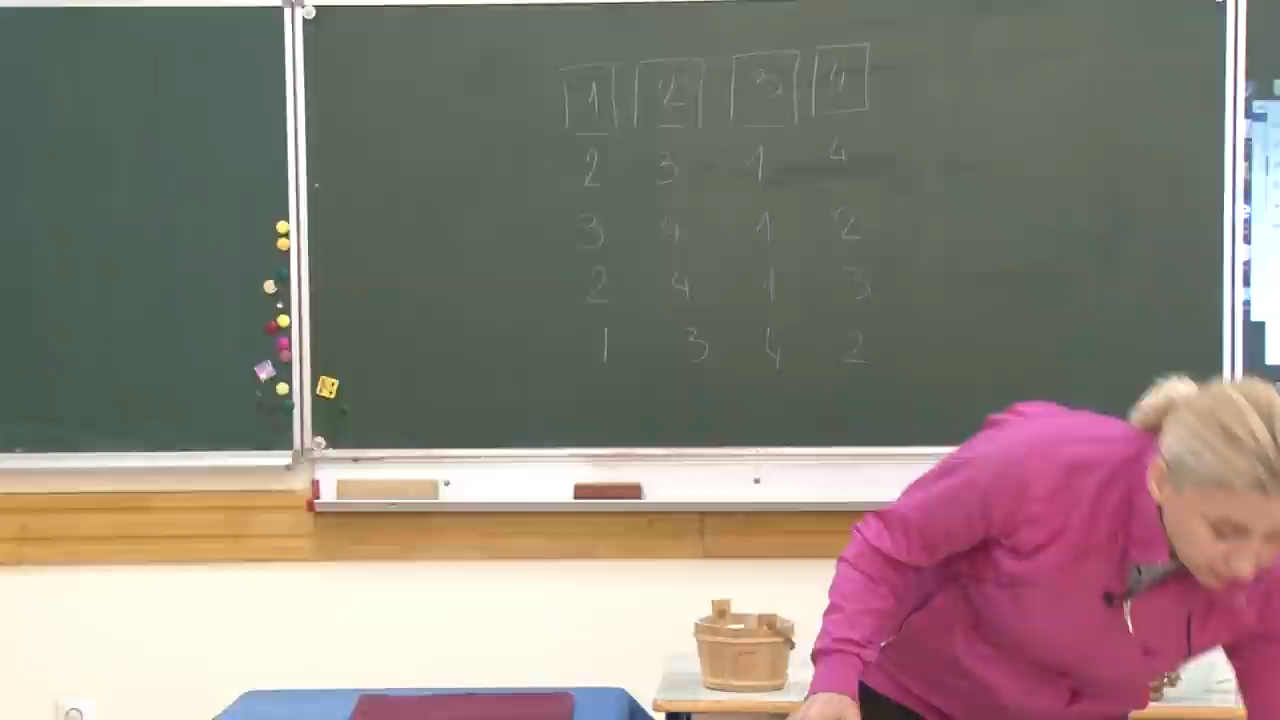 1 2 3 4
2 3 1 4
3 4 1 2
2 4 1 3
1 3 4 2